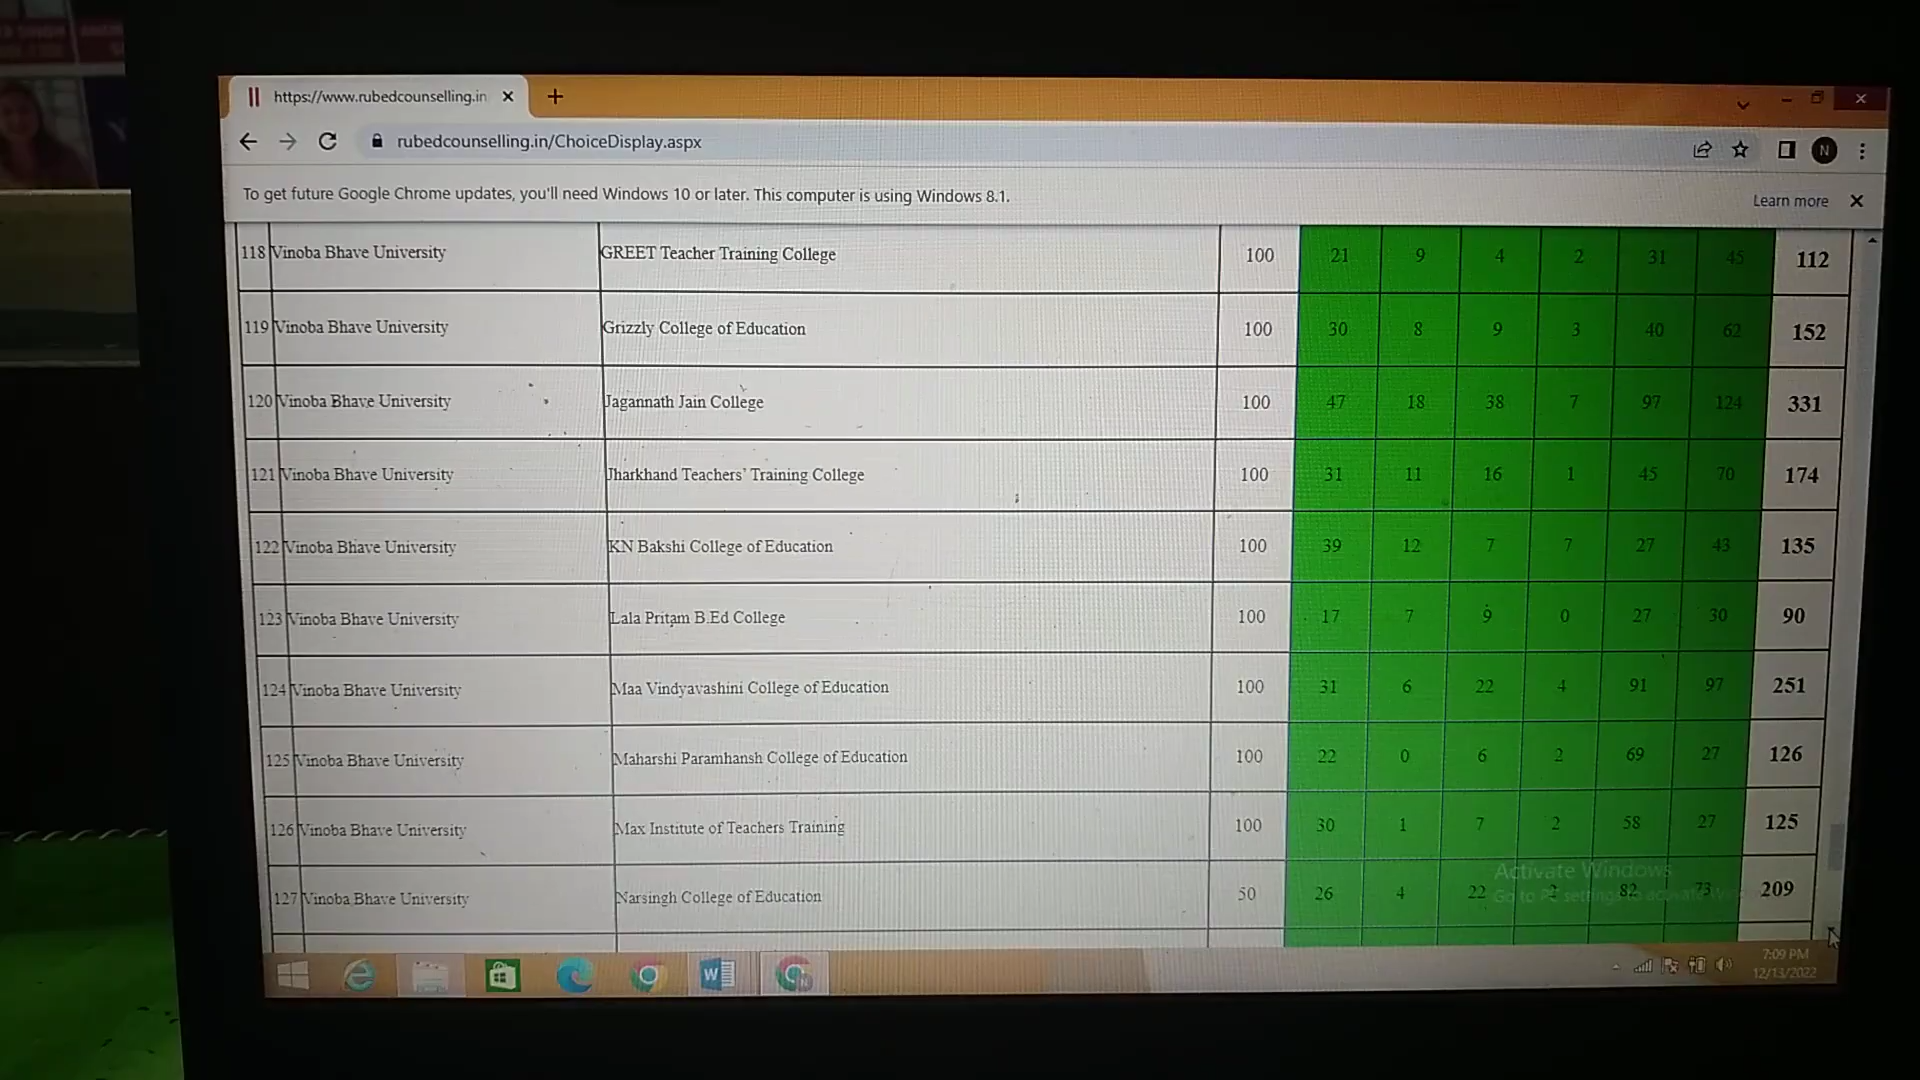 https://www.rubedcounselling.in
rubedcounselling.in/ChoiceDisplay.aspx
N
To get future Google Chrome updates, you'll need Windows 10 or later. This computer is using Windows 8.1.
Learn more
118 Vinoba Bhave University GREET Teacher Training College 100 21 9 4 2 31 45 112
119 Vinoba Bhave University Grizzly College of Education 100 30 8 9 3 40 62 152
120 Vinoba Bhave University Jagannath Jain College 100 47 18 38 7 97 124 331
121 Vinoba Bhave University Jharkhand Teachers' Training College 100 31 11 16 1 45 70 174
122 Vinoba Bhave University KN Bakshi College of Education 100 39 12 7 7 27 43 135
123 Vinoba Bhave University Lala Pritam B.Ed College 100 17 7 9 0 27 30 90
124 Vinoba Bhave University Maa Vindyavashini College of Education 100 31 6 22 4 91 97 251
125 Vinoba Bhave University Maharshi Paramhansh College of Education 100 22 0 6 2 69 27 126
126 Vinoba Bhave University Max Institute of Teachers Training 100 30 1 7 2 58 27 125
127 Vinoba Bhave University Narsingh College of Education 50 26 4 22 2 82 73 209
Activate Windows
Go to PC settings to activate
7:09 PM
12/13/2022